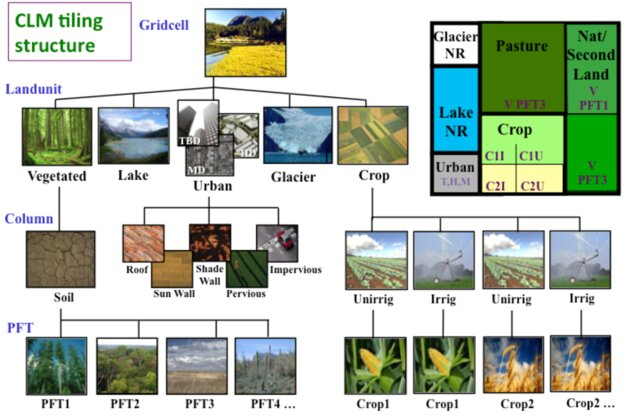 CLM tiling
structure
Gridcell
Landunit
TBD
HD
MD
Vegetated
Lake
Urban
Glacier
Crop
Column
Roof
Sun Wall
Shade
Wall
Pervious
Impervious
Soil
Unirrig
Irrig
Unirrig
Irrig
PFT
PFT1
PFT2
PFT3
PFT4 ...
Crop1
Crop1
Crop2
Crop2 ...
Glacier
NR
Pasture
V PFT3
Nat/
Second
Land
V
PFT1
Lake
NR
Crop
C1I
C1U
C2I
C2U
Urban
T,H,M
V
PFT3